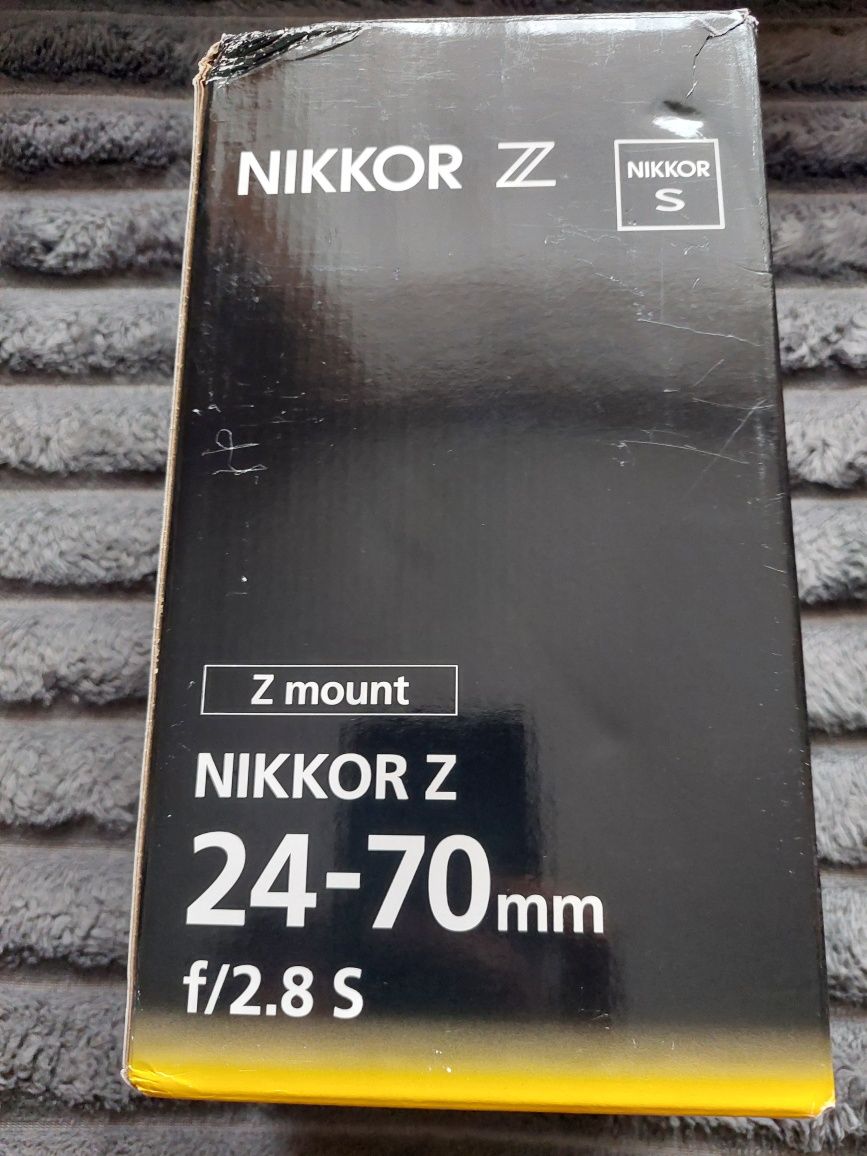 NIKKOR Z
NIKKOR
S
Z mount
NIKKOR Z
24-70mm
f/2.8 S